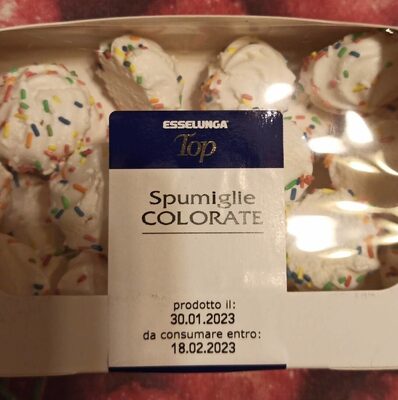 ESSELUNGA
Top
Spumiglie
COLORATE
prodotto il:
30.01.2023
da consumare entro:
18.02.2023